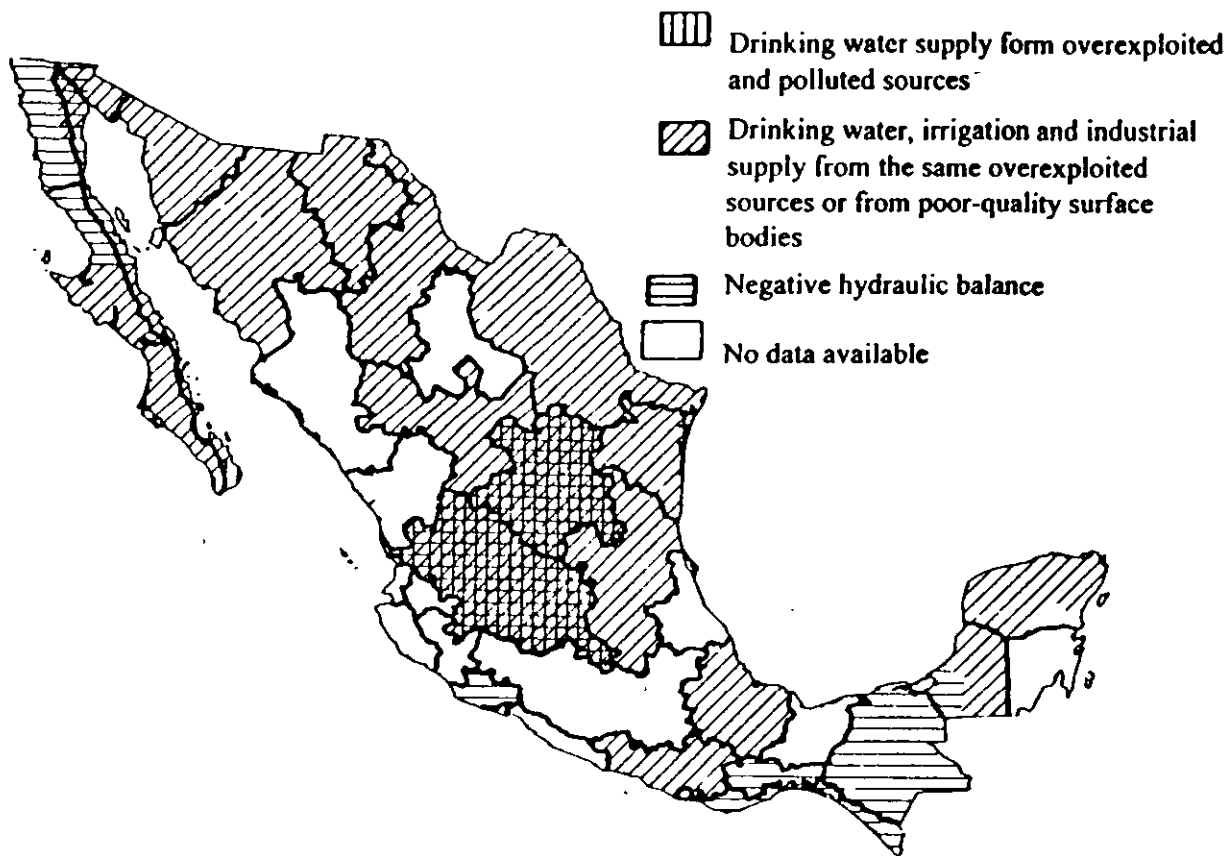 Drinking water supply form overexploited
and polluted sources
Drinking water, irrigation and industrial
supply from the same overexploited
sources or from poor-quality surface
bodies
Negative hydraulic balance
No data available